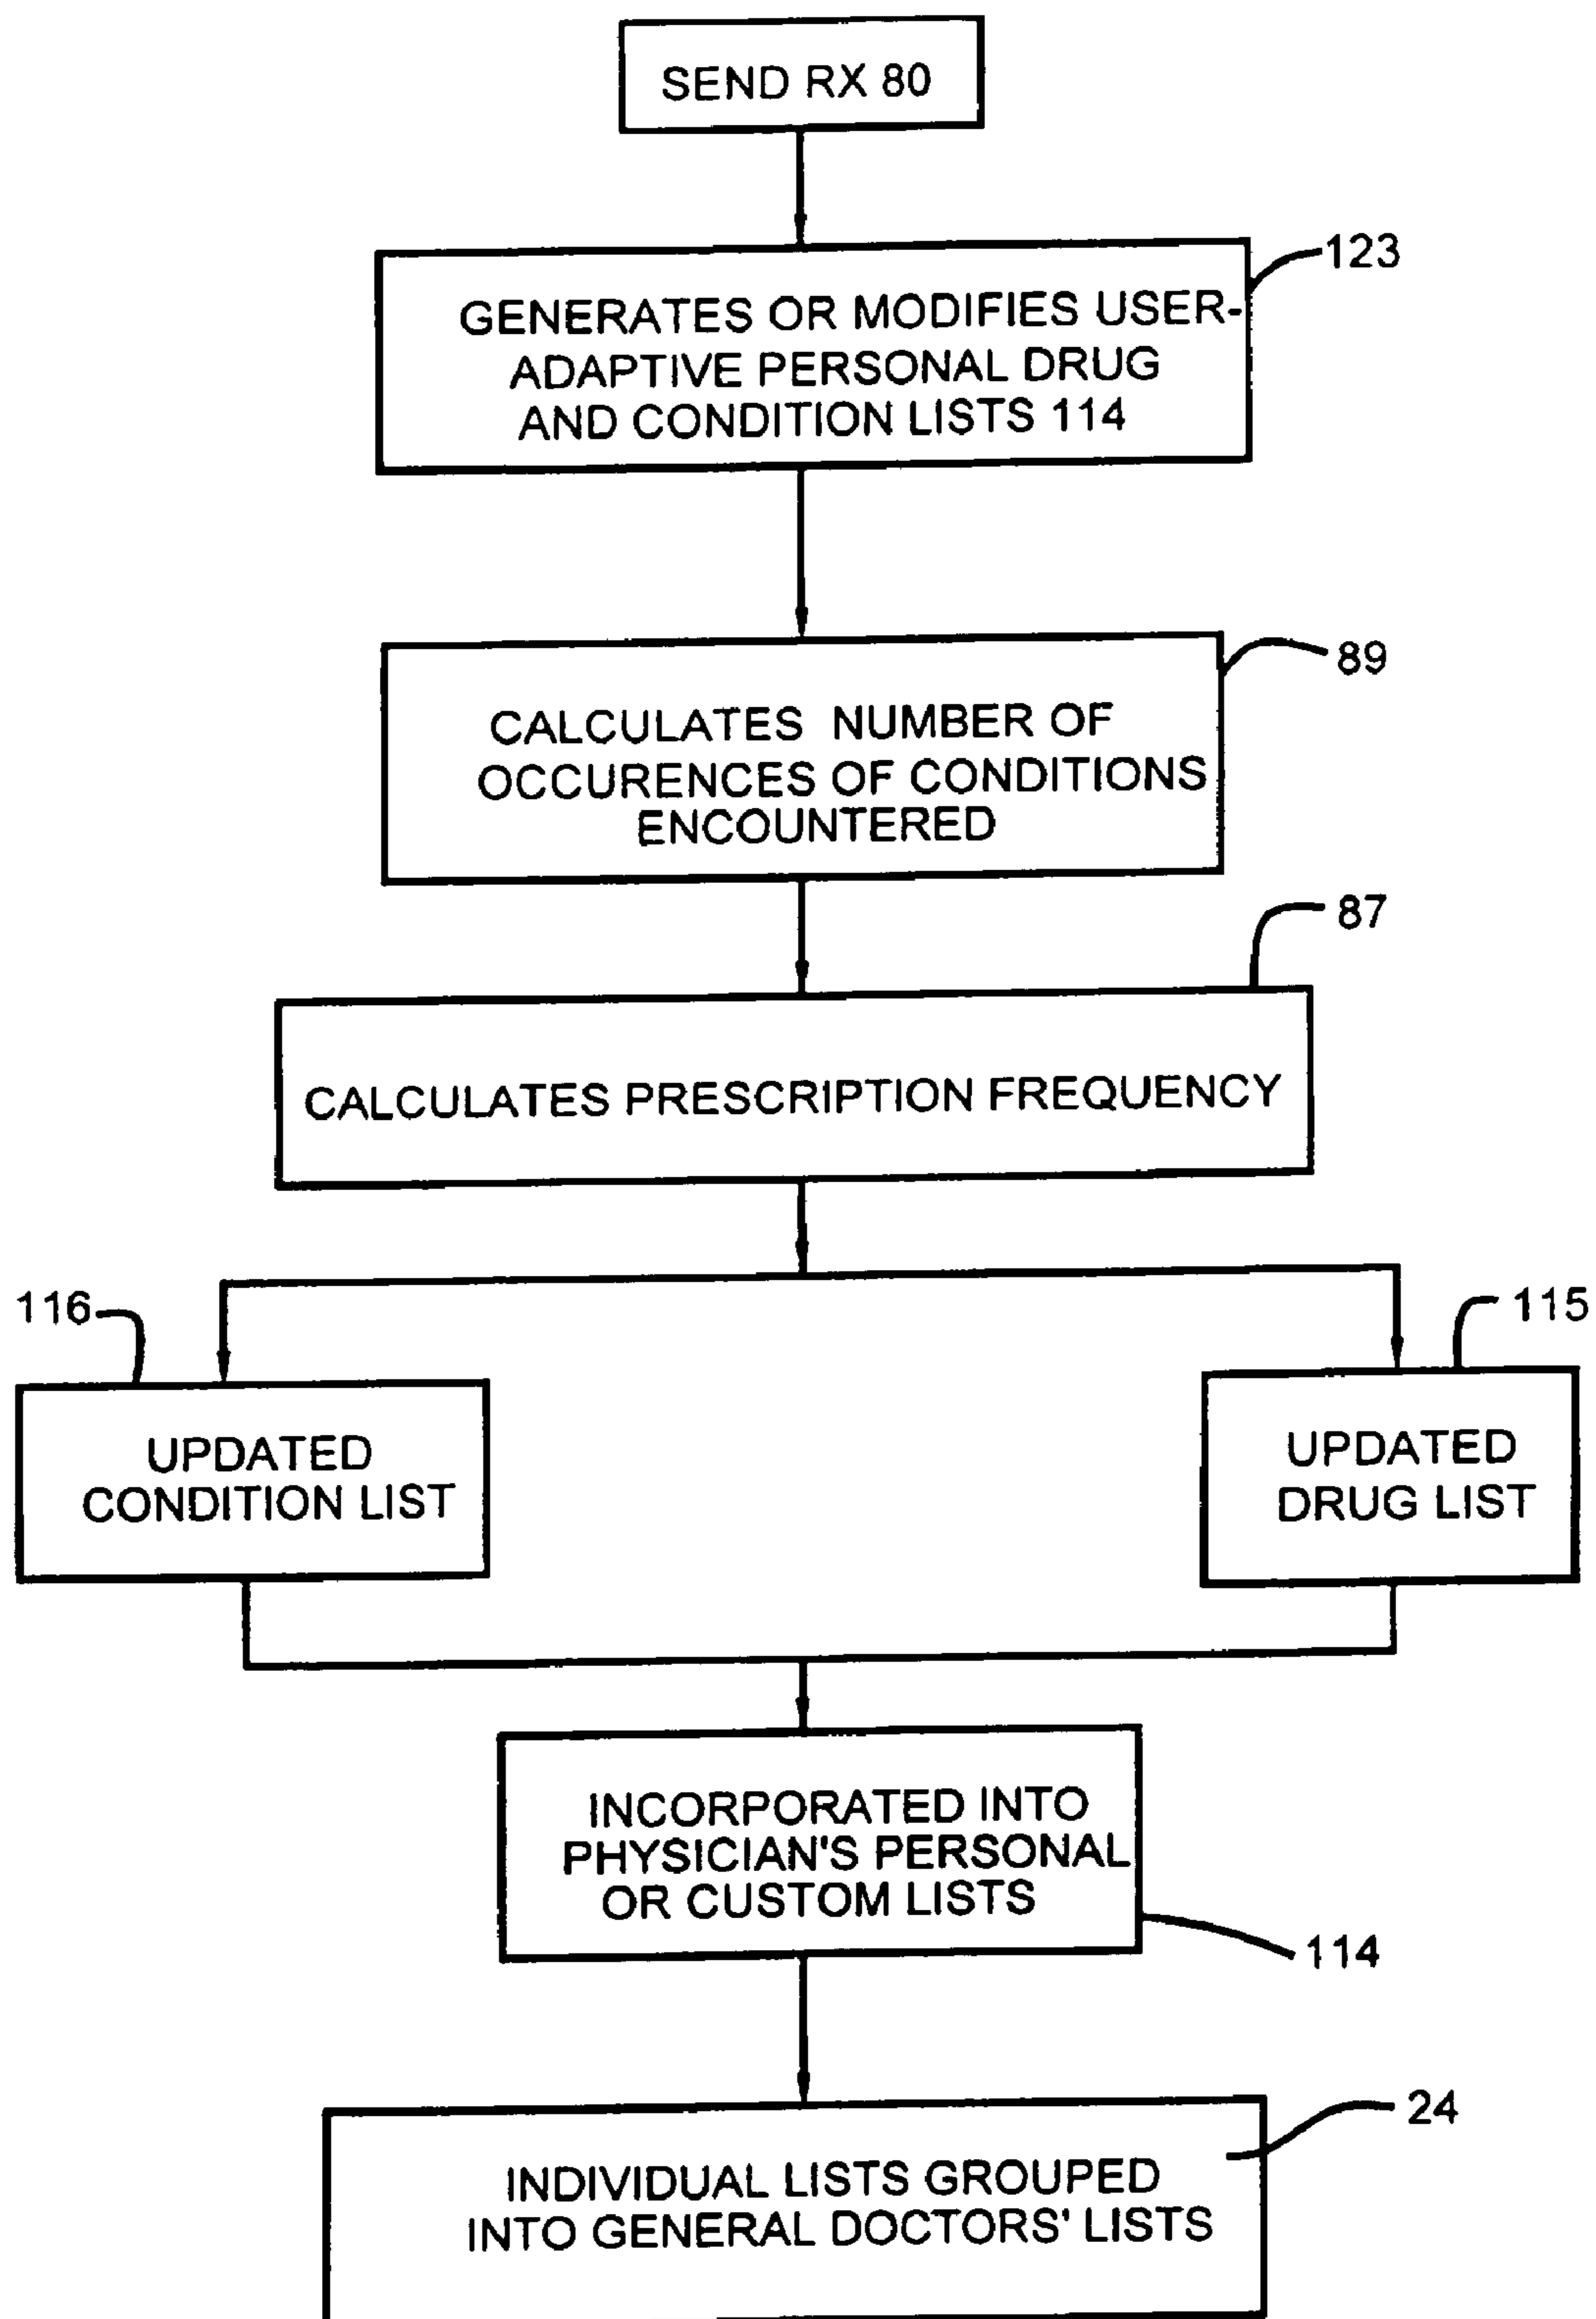 SEND RX 80
123
GENERATES OR MODIFIES USER-
ADAPTIVE PERSONAL DRUG
AND CONDITION LISTS 114
89
CALCULATES NUMBER OF
OCCURENCES OF CONDITIONS
ENCOUNTERED
87
CALCULATES PRESCRIPTION FREQUENCY
116
115
UPDATED
CONDITION LIST
UPDATED
DRUG LIST
INCORPORATED INTO
PHYSICIAN'S PERSONAL
OR CUSTOM LISTS
114
24
INDIVIDUAL LISTS GROUPED
INTO GENERAL DOCTORS' LISTS